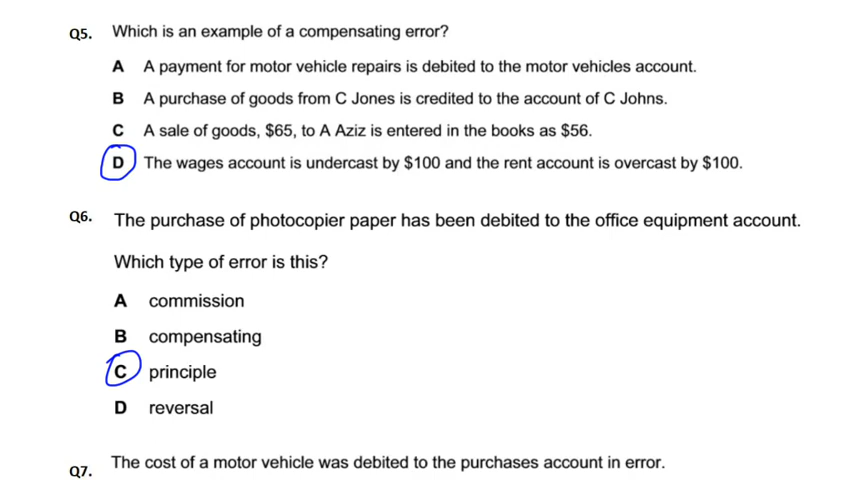 Q5. Which is an example of a compensating error?
A A payment for motor vehicle repairs is debited to the motor vehicles account.
B A purchase of goods from C Jones is credited to the account of C Johns.
C A sale of goods, $65, to A Aziz is entered in the books as $56.
D The wages account is undercast by $100 and the rent account is overcast by $100.
Q6. The purchase of photocopier paper has been debited to the office equipment account.
Which type of error is this?
A commission
B compensating
C principle
D reversal
Q7. The cost of a motor vehicle was debited to the purchases account in error.